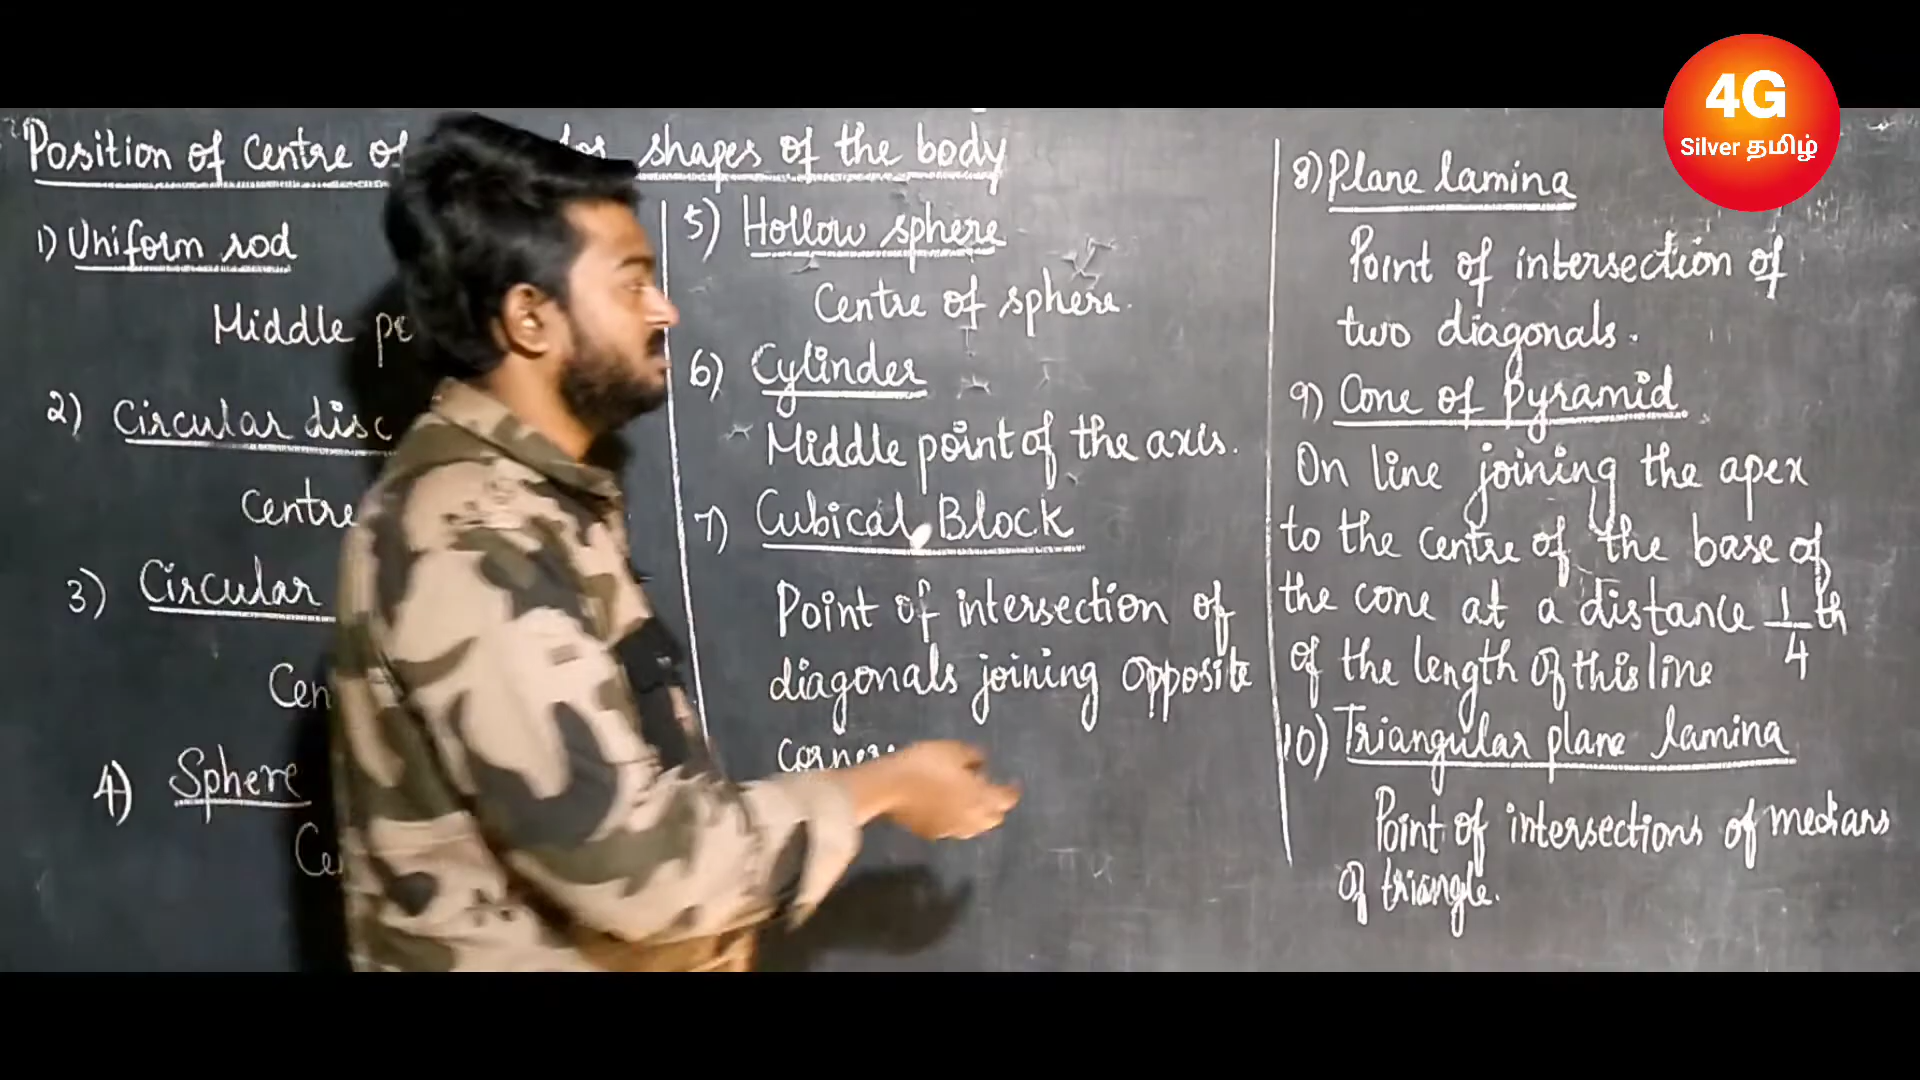 Position of centre of for shapes of the body
1) Uniform rod
Middle
2) Circular disc
centre
3) Circular
4) Sphere
5) Hollow sphere
Centre of sphere.
6) Cylinder
Middle point of the axis.
7) Cubical Block
Point of intersection of
diagonals joining opposite
8) Plane lamina
Point of intersection of
two diagonals.
9) Cone of pyramid
On line joining the apex
to the centre of the base of
the cone at a distance 1/4 th
of the length of this line
10) Triangular plane lamina
Point of intersections of medians
of triangle.
4G
Silver தமிழ்